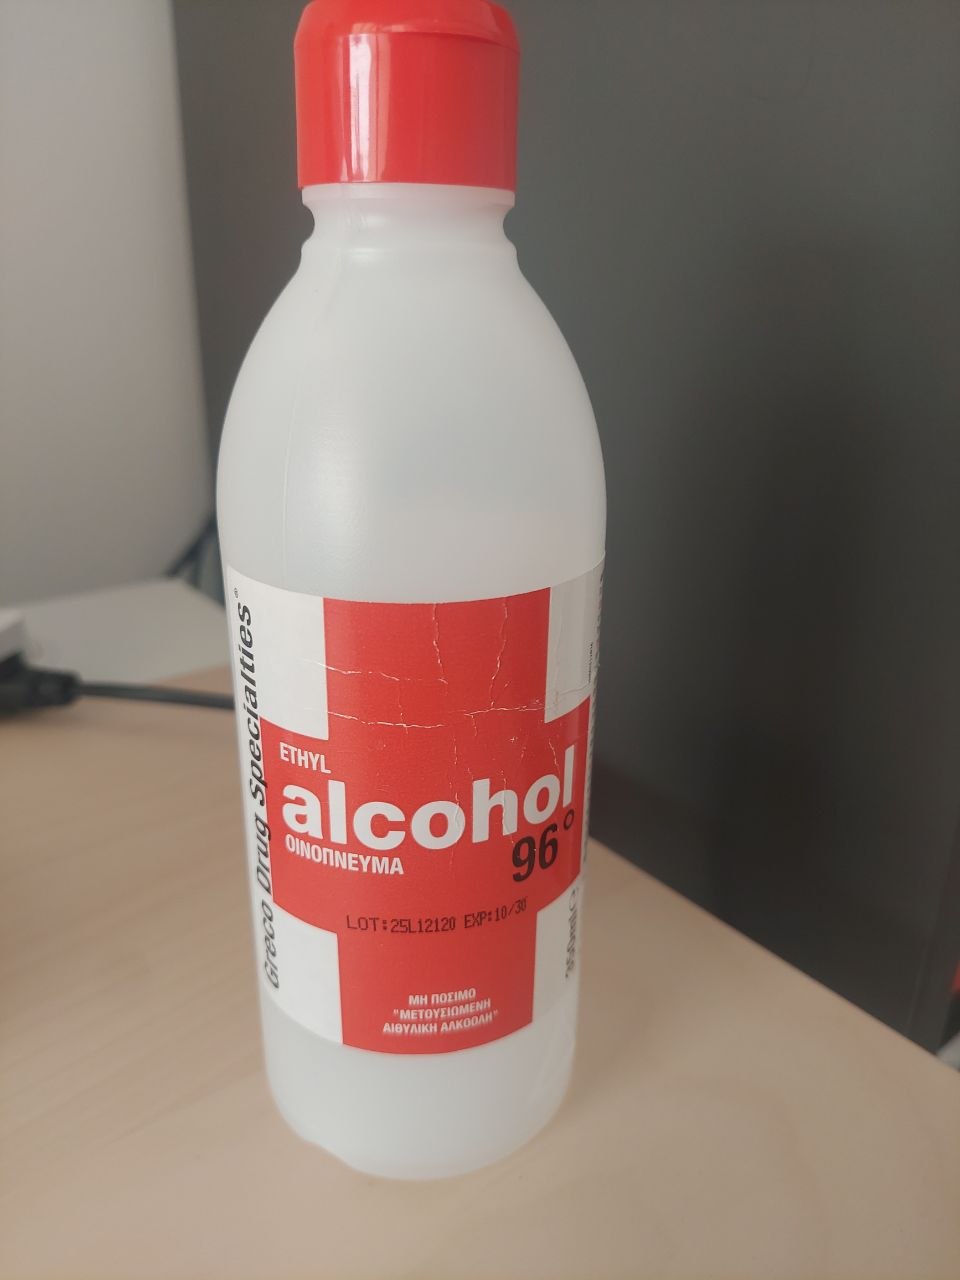 Greco Drug Specialties®
ETHYL
alcohol
ΟΙΝΟΠΝΕΥΜΑ
96°
LOT:25L12120 EXP:10/30
ΜΗ ΠΟΣΙΜΟ
"ΜΕΤΟΥΣΙΩΜΕΝΗ
ΑΙΘΥΛΙΚΗ ΑΛΚΟΟΛΗ"